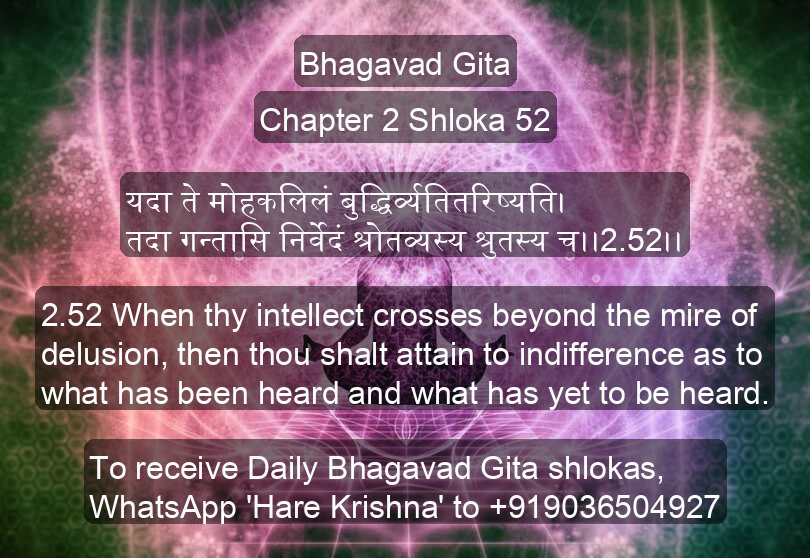 Bhagavad Gita
Chapter 2 Shloka 52
यदा ते मोहकलिलं बुद्धिर्व्यतितरिष्यति।
तदा गन्तासि निर्वेदं श्रोतव्यस्य श्रुतस्य च।।2.52।।
2.52 When thy intellect crosses beyond the mire of
delusion, then thou shalt attain to indifference as to
what has been heard and what has yet to be heard.
To receive Daily Bhagavad Gita shlokas,
WhatsApp 'Hare Krishna' to +919036504927